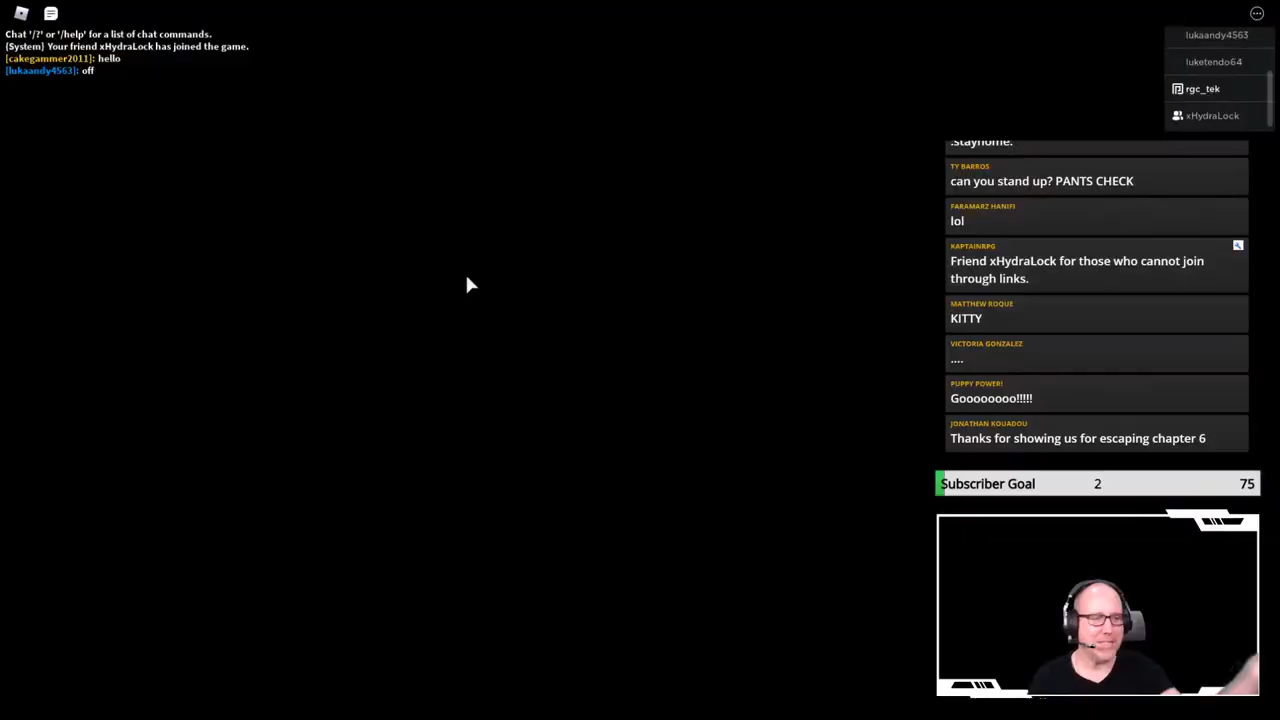 Chat '/?' or '/help' for a list of chat commands.
{System} Your friend xHydraLock has joined the game.
[cakegammer2011]: hello
[lukaandy4563]: off
lukaandy4563
luketendo64
rgc_tek
xHydraLock
.stayhome.
TY BARROS
can you stand up? PANTS CHECK
FARAMARZ HANIFI
lol
KAPTAINRPG
Friend xHydraLock for those who cannot join
through links.
MATTHEW ROQUE
KITTY
VICTORIA GONZALEZ
....
PUPPY POWER!
Goooooooo!!!!!
JONATHAN KOUADOU
Thanks for showing us for escaping chapter 6
Subscriber Goal 2 75